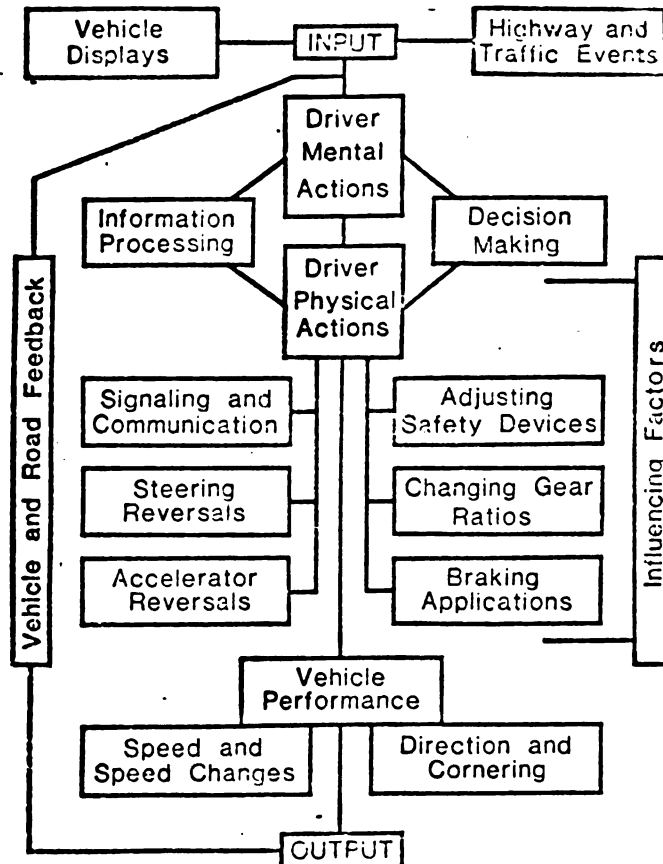 Vehicle
Displays
INPUT
Highway and
Traffic Events
Driver
Mental
Actions
Information
Processing
Decision
Making
Driver
Physical
Actions
Vehicle and Road Feedback
Influencing Factors
Signaling and
Communication
Adjusting
Safety Devices
Steering
Reversals
Changing Gear
Ratios
Accelerator
Reversals
Braking
Applications
Vehicle
Performance
Speed and
Speed Changes
Direction and
Cornering
OUTPUT